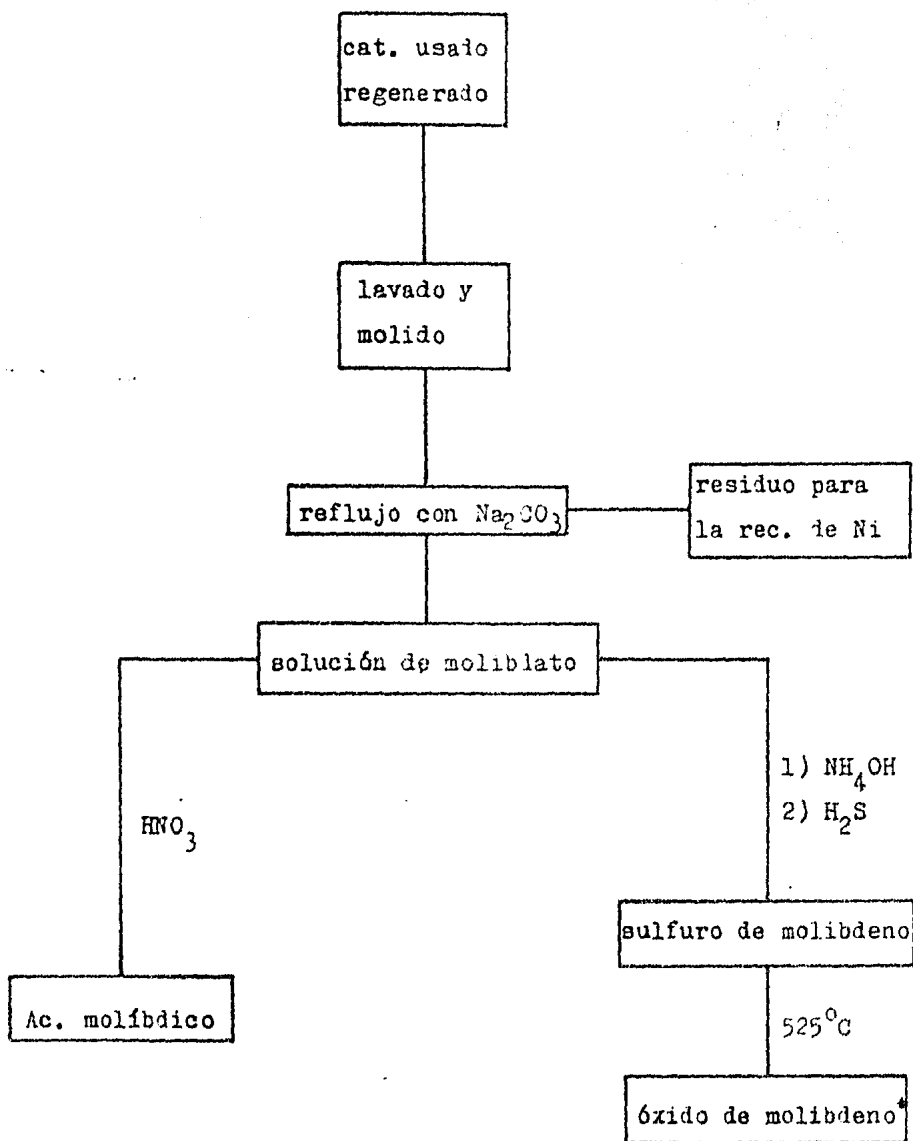 cat. usado
regenerado
lavado y
molido
reflujo con Na₂CO₃
residuo para
la rec. de Ni
solución de moliblato
HNO₃
1) NH₄OH
2) H₂S
sulfuro de molibdeno
Ac. molíbdico
525°C
óxido de molibdeno*